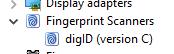 Display adapters
Fingerprint Scanners
digID (version C)